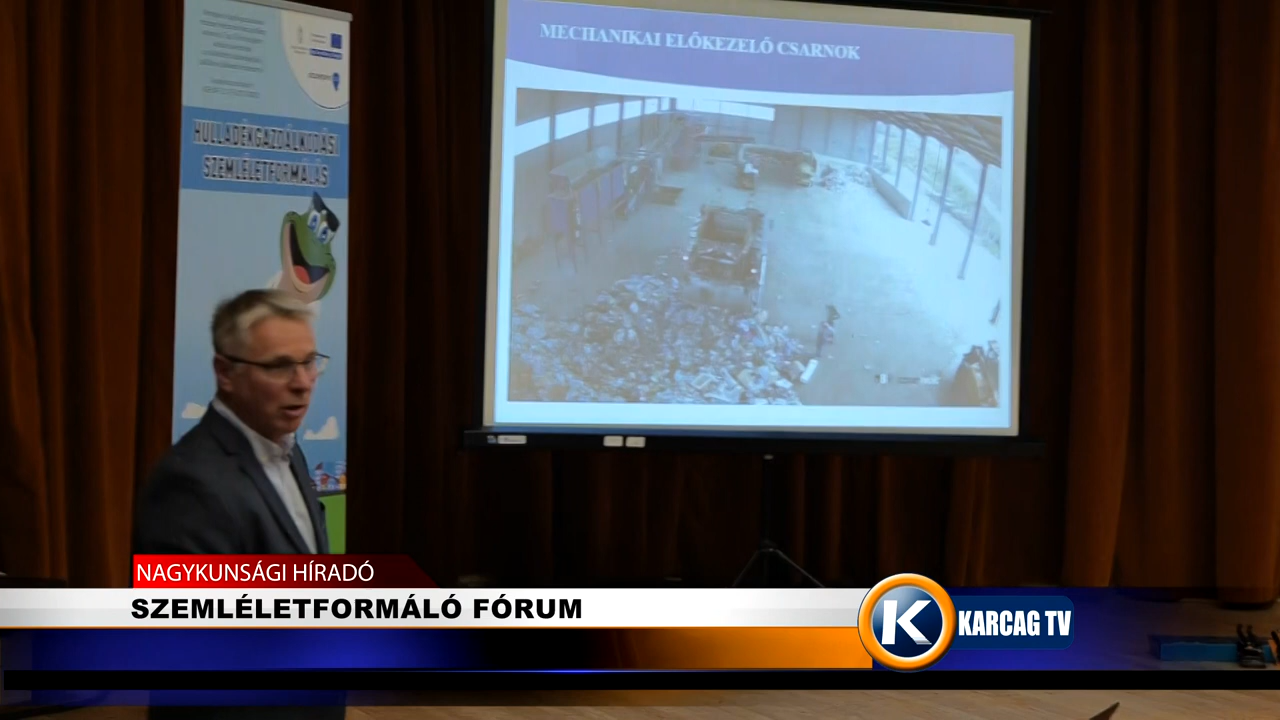 MECHANIKAI ELŐKEZELŐ CSARNOK
HULLADÉKGAZDÁLKODÁSI
SZEMLÉLETFORMÁLÁS
NAGYKUNSÁGI HÍRADÓ
SZEMLÉLETFORMÁLÓ FÓRUM
K KARCAG TV